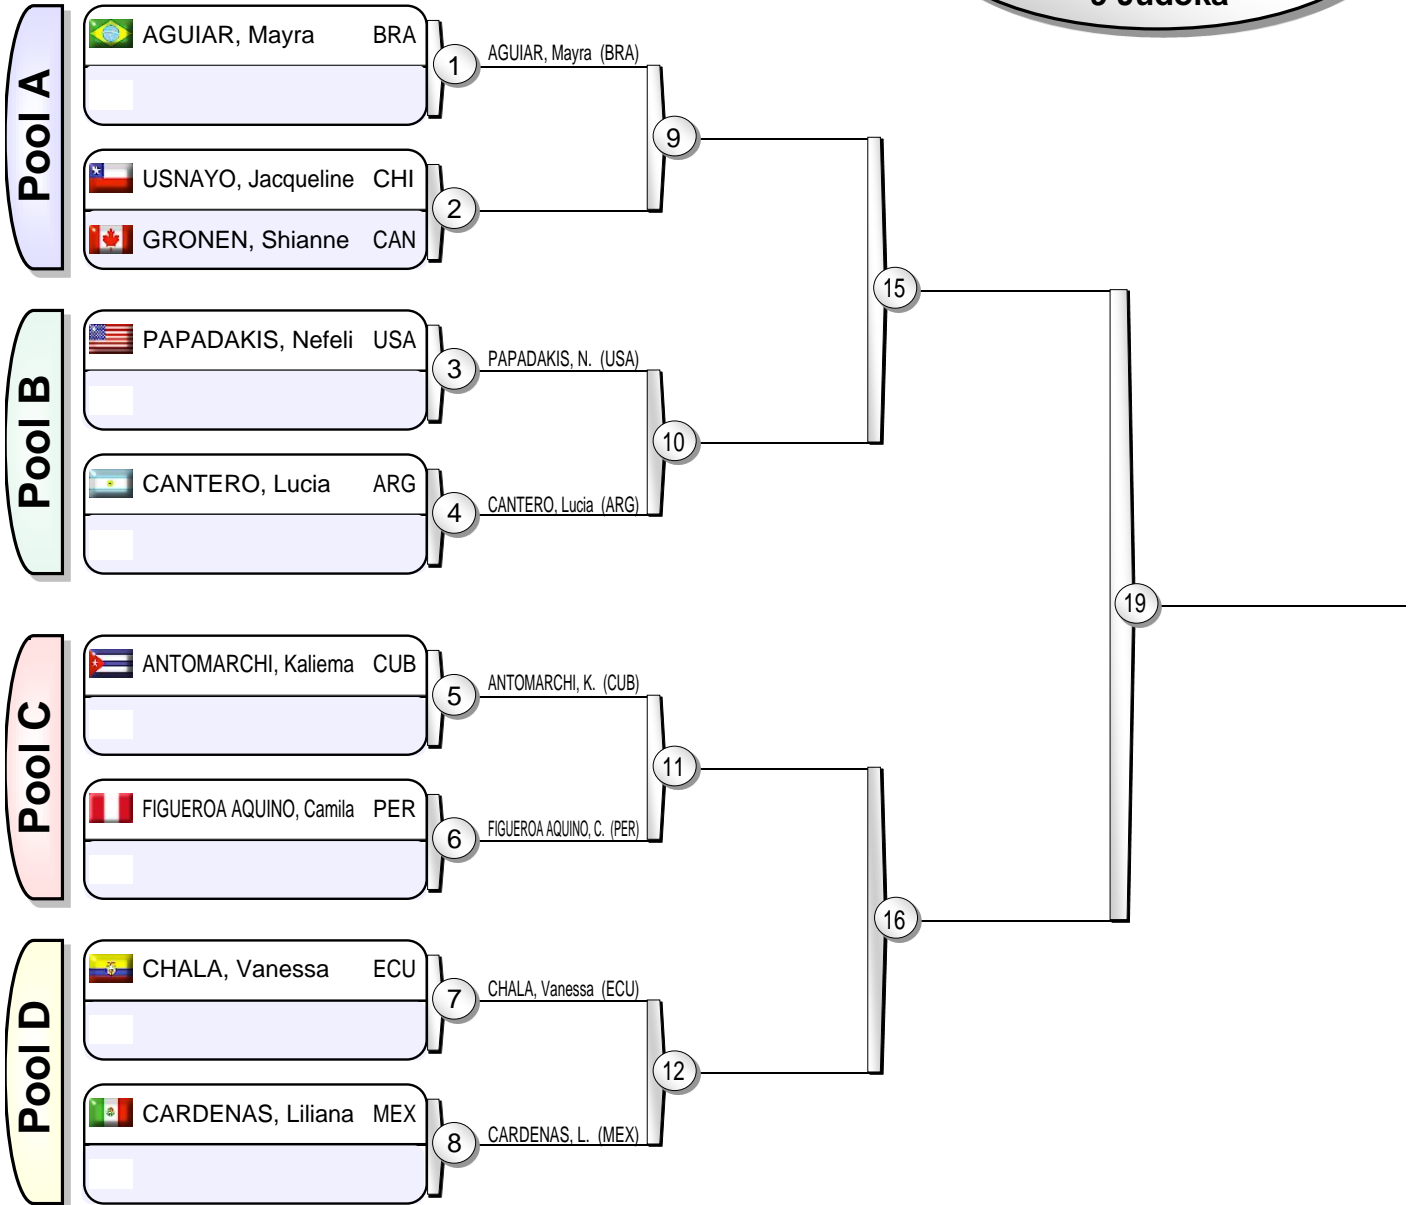 Judoka
Pool A
AGUIAR, Mayra BRA
1
AGUIAR, Mayra (BRA)
9
USNAYO, Jacqueline CHI
2
GRONEN, Shianne CAN
15
Pool B
PAPADAKIS, Nefeli USA
3
PAPADAKIS, N. (USA)
10
CANTERO, Lucia ARG
4
CANTERO, Lucia (ARG)
19
Pool C
ANTOMARCHI, Kaliema CUB
5
ANTOMARCHI, K. (CUB)
11
FIGUEROA AQUINO, Camila PER
6
FIGUEROA AQUINO, C. (PER)
16
Pool D
CHALA, Vanessa ECU
7
CHALA, Vanessa (ECU)
12
CARDENAS, Liliana MEX
8
CARDENAS, L. (MEX)